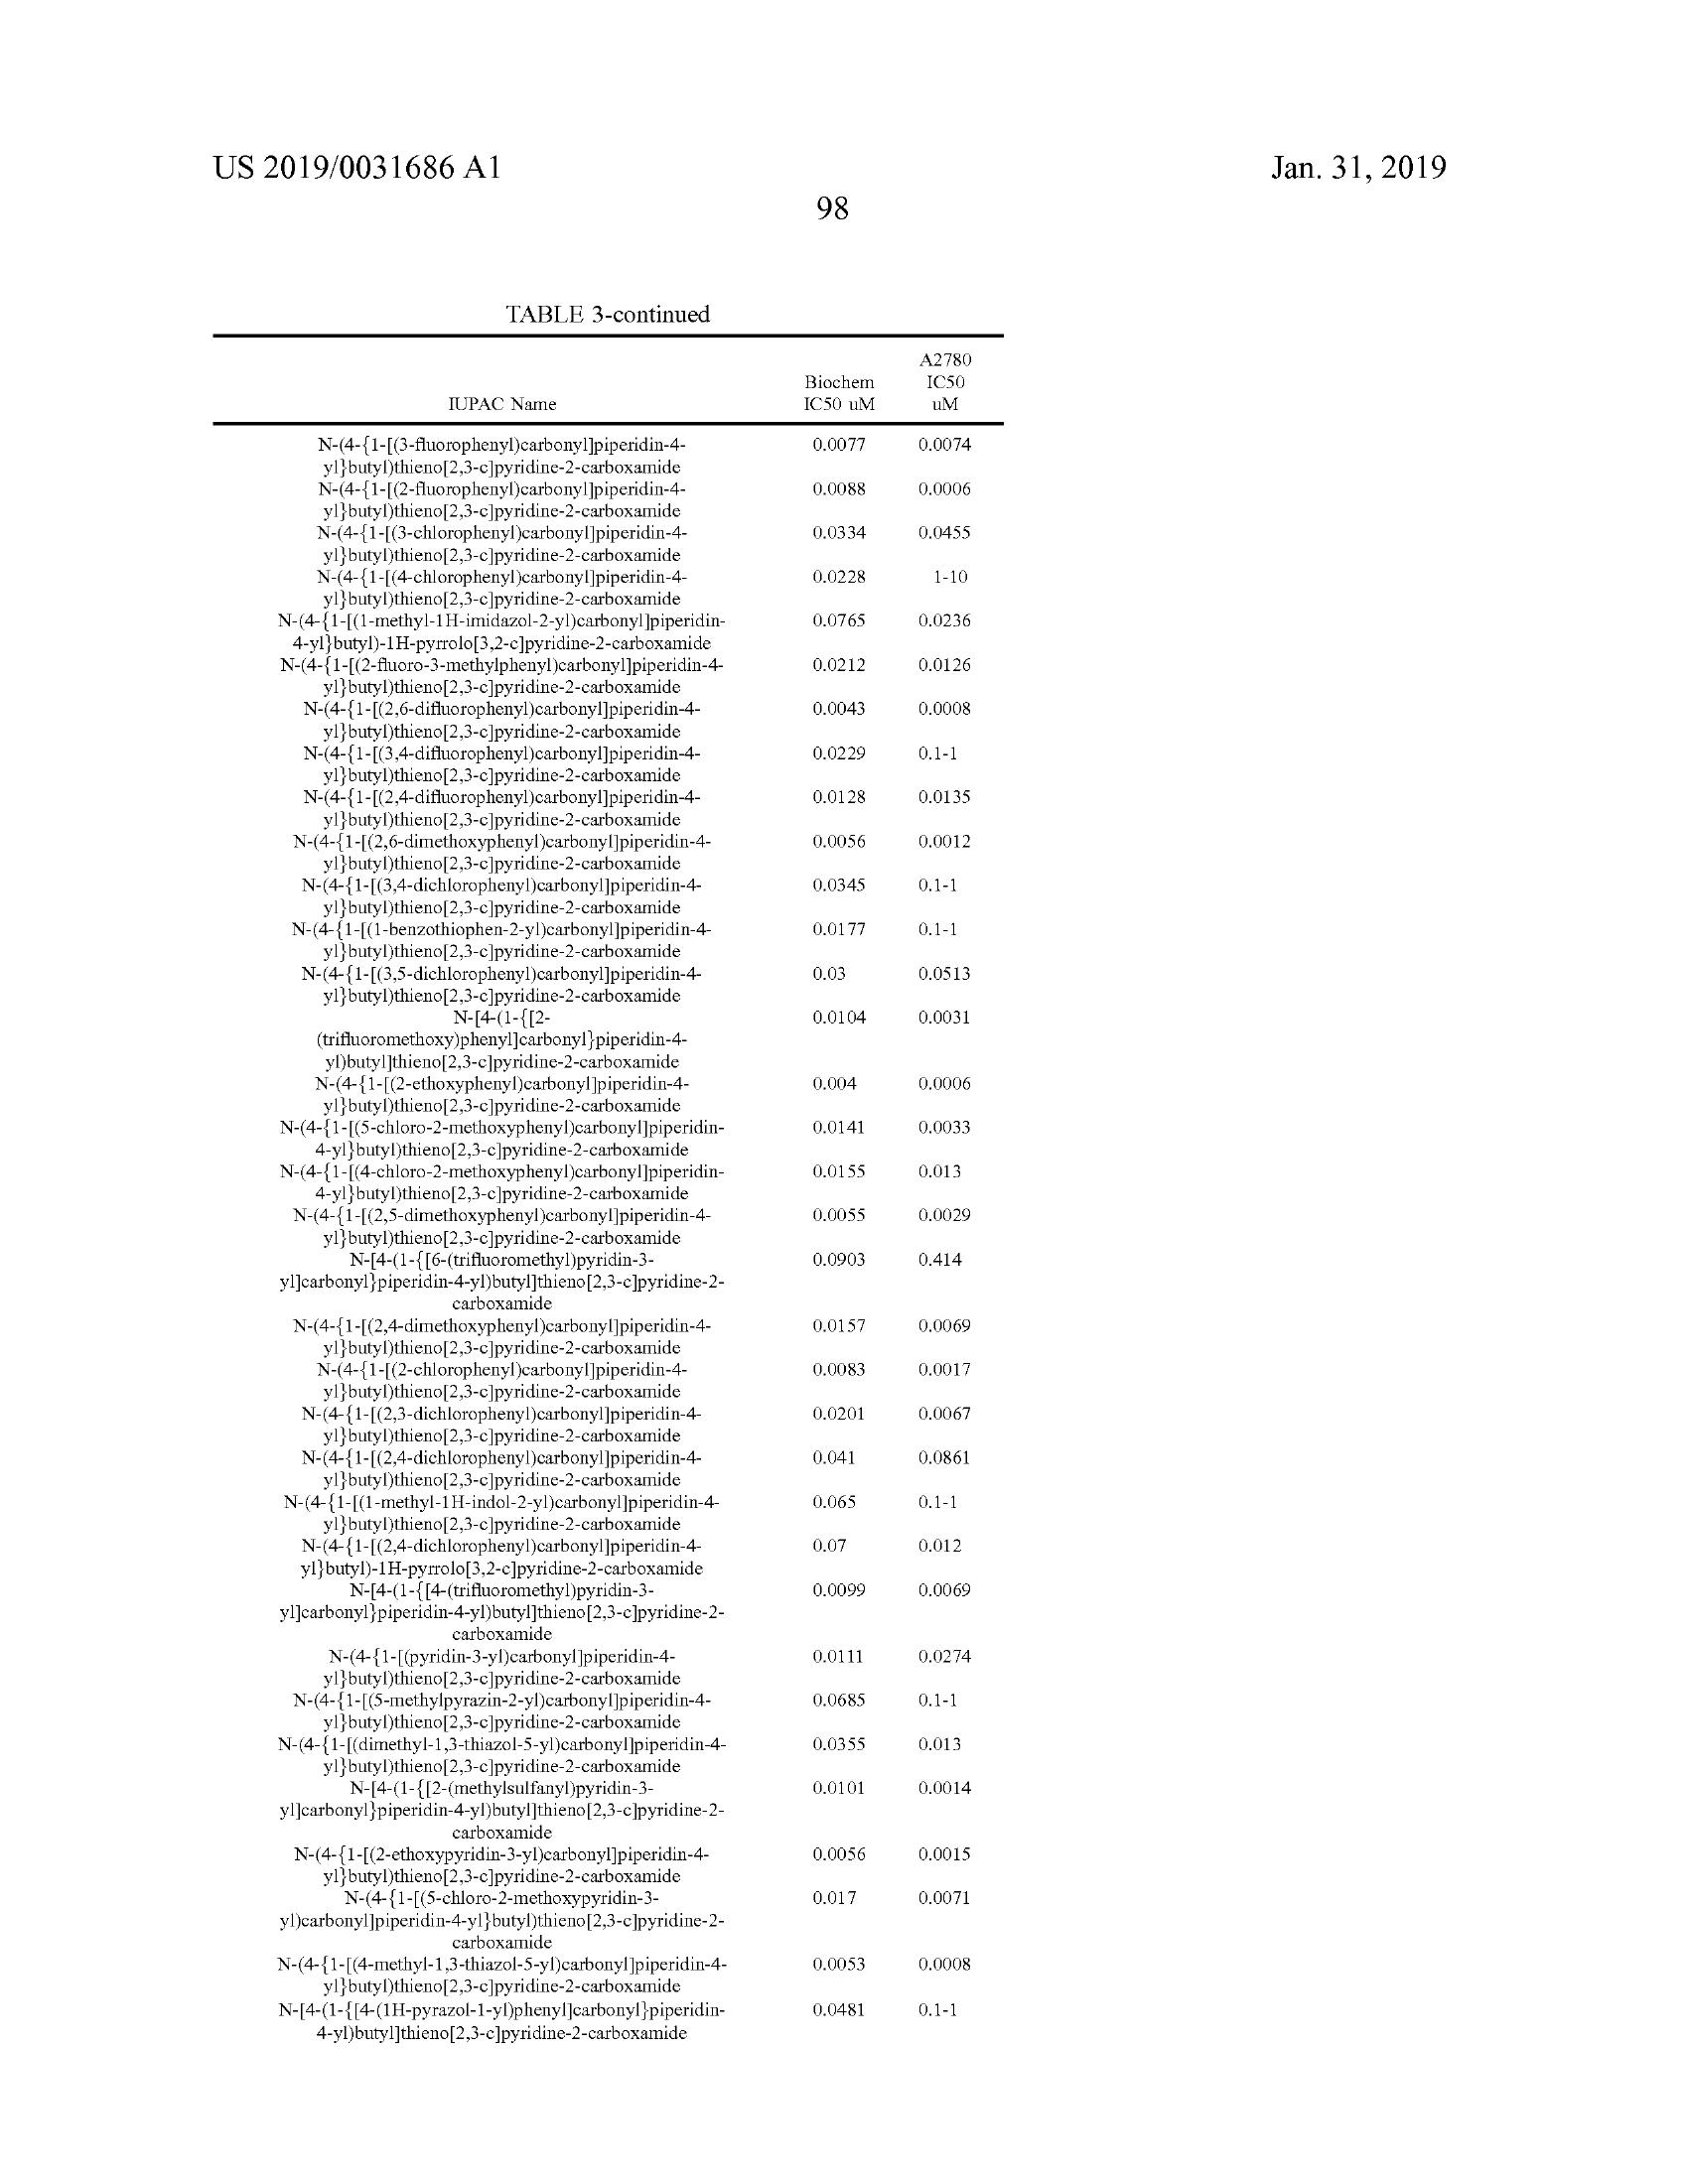 US 2019/0031686 A1
Jan. 31, 2019
98
TABLE 3-continued
A2780
Biochem IC50
IUPAC Name IC50 uM uM
N-(4-{1-[(3-fluorophenyl)carbonyl]piperidin-4- 0.0077 0.0074
yl}butyl)thieno[2,3-c]pyridine-2-carboxamide
N-(4-{1-[(2-fluorophenyl)carbonyl]piperidin-4- 0.0088 0.0006
yl}butyl)thieno[2,3-c]pyridine-2-carboxamide
N-(4-{1-[(3-chlorophenyl)carbonyl]piperidin-4- 0.0334 0.0455
yl}butyl)thieno[2,3-c]pyridine-2-carboxamide
N-(4-{1-[(4-chlorophenyl)carbonyl]piperidin-4- 0.0228 1-10
yl}butyl)thieno[2,3-c]pyridine-2-carboxamide
N-(4-{1-[(1-methyl-1H-imidazol-2-yl)carbonyl]piperidin- 0.0765 0.0236
4-yl}butyl)-1H-pyrrolo[3,2-c]pyridine-2-carboxamide
N-(4-{1-[(2-fluoro-3-methylphenyl)carbonyl]piperidin-4- 0.0212 0.0126
yl}butyl)thieno[2,3-c]pyridine-2-carboxamide
N-(4-{1-[(2,6-difluorophenyl)carbonyl]piperidin-4- 0.0043 0.0008
yl}butyl)thieno[2,3-c]pyridine-2-carboxamide
N-(4-{1-[(3,4-difluorophenyl)carbonyl]piperidin-4- 0.0229 0.1-1
yl}butyl)thieno[2,3-c]pyridine-2-carboxamide
N-(4-{1-[(2,4-difluorophenyl)carbonyl]piperidin-4- 0.0128 0.0135
yl}butyl)thieno[2,3-c]pyridine-2-carboxamide
N-(4-{1-[(2,6-dimethoxyphenyl)carbonyl]piperidin-4- 0.0056 0.0012
yl}butyl)thieno[2,3-c]pyridine-2-carboxamide
N-(4-{1-[(3,4-dichlorophenyl)carbonyl]piperidin-4- 0.0345 0.1-1
yl}butyl)thieno[2,3-c]pyridine-2-carboxamide
N-(4-{1-[(1-benzothiophen-2-yl)carbonyl]piperidin-4- 0.0177 0.1-1
yl}butyl)thieno[2,3-c]pyridine-2-carboxamide
N-(4-{1-[(3,5-dichlorophenyl)carbonyl]piperidin-4- 0.03 0.0513
yl}butyl)thieno[2,3-c]pyridine-2-carboxamide
N-[4-(1-{[2- 0.0104 0.0031
(trifluoromethoxy)phenyl]carbonyl}piperidin-4-
yl)butyl]thieno[2,3-c]pyridine-2-carboxamide
N-(4-{1-[(2-ethoxyphenyl)carbonyl]piperidin-4- 0.004 0.0006
yl}butyl)thieno[2,3-c]pyridine-2-carboxamide
N-(4-{1-[(5-chloro-2-methoxyphenyl)carbonyl]piperidin- 0.0141 0.0033
4-yl}butyl)thieno[2,3-c]pyridine-2-carboxamide
N-(4-{1-[(4-chloro-2-methoxyphenyl)carbonyl]piperidin- 0.0155 0.013
4-yl}butyl)thieno[2,3-c]pyridine-2-carboxamide
N-(4-{1-[(2,5-dimethoxyphenyl)carbonyl]piperidin-4- 0.0055 0.0029
yl}butyl)thieno[2,3-c]pyridine-2-carboxamide
N-[4-(1-{[6-(trifluoromethyl)pyridin-3- 0.0903 0.414
yl]carbonyl}piperidin-4-yl)butyl]thieno[2,3-c]pyridine-2-
carboxamide
N-(4-{1-[(2,4-dimethoxyphenyl)carbonyl]piperidin-4- 0.0157 0.0069
yl}butyl)thieno[2,3-c]pyridine-2-carboxamide
N-(4-{1-[(2-chlorophenyl)carbonyl]piperidin-4- 0.0083 0.0017
yl}butyl)thieno[2,3-c]pyridine-2-carboxamide
N-(4-{1-[(2,3-dichlorophenyl)carbonyl]piperidin-4- 0.0201 0.0067
yl}butyl)thieno[2,3-c]pyridine-2-carboxamide
N-(4-{1-[(2,4-dichlorophenyl)carbonyl]piperidin-4- 0.041 0.0861
yl}butyl)thieno[2,3-c]pyridine-2-carboxamide
N-(4-{1-[(1-methyl-1H-indol-2-yl)carbonyl]piperidin-4- 0.065 0.1-1
yl}butyl)thieno[2,3-c]pyridine-2-carboxamide
N-(4-{1-[(2,4-dichlorophenyl)carbonyl]piperidin-4- 0.07 0.012
yl}butyl)-1H-pyrrolo[3,2-c]pyridine-2-carboxamide
N-[4-(1-{[4-(trifluoromethyl)pyridin-3- 0.0099 0.0069
yl]carbonyl}piperidin-4-yl)butyl]thieno[2,3-c]pyridine-2-
carboxamide
N-(4-{1-[(pyridin-3-yl)carbonyl]piperidin-4- 0.0111 0.0274
yl}butyl)thieno[2,3-c]pyridine-2-carboxamide
N-(4-{1-[(5-methylpyrazin-2-yl)carbonyl]piperidin-4- 0.0685 0.1-1
yl}butyl)thieno[2,3-c]pyridine-2-carboxamide
N-(4-{1-[(dimethyl-1,3-thiazol-5-yl)carbonyl]piperidin-4- 0.0355 0.013
yl}butyl)thieno[2,3-c]pyridine-2-carboxamide
N-[4-(1-{[2-(methylsulfanyl)pyridin-3- 0.0101 0.0014
yl]carbonyl}piperidin-4-yl)butyl]thieno[2,3-c]pyridine-2-
carboxamide
N-(4-{1-[(2-ethoxypyridin-3-yl)carbonyl]piperidin-4- 0.0056 0.0015
yl}butyl)thieno[2,3-c]pyridine-2-carboxamide
N-(4-{1-[(5-chloro-2-methoxypyridin-3- 0.017 0.0071
yl)carbonyl]piperidin-4-yl}butyl)thieno[2,3-c]pyridine-2-
carboxamide
N-(4-{1-[(4-methyl-1,3-thiazol-5-yl)carbonyl]piperidin-4- 0.0053 0.0008
yl}butyl)thieno[2,3-c]pyridine-2-carboxamide
N-[4-(1-{[4-(1H-pyrazol-1-yl)phenyl]carbonyl}piperidin- 0.0481 0.1-1
4-yl)butyl]thieno[2,3-c]pyridine-2-carboxamide